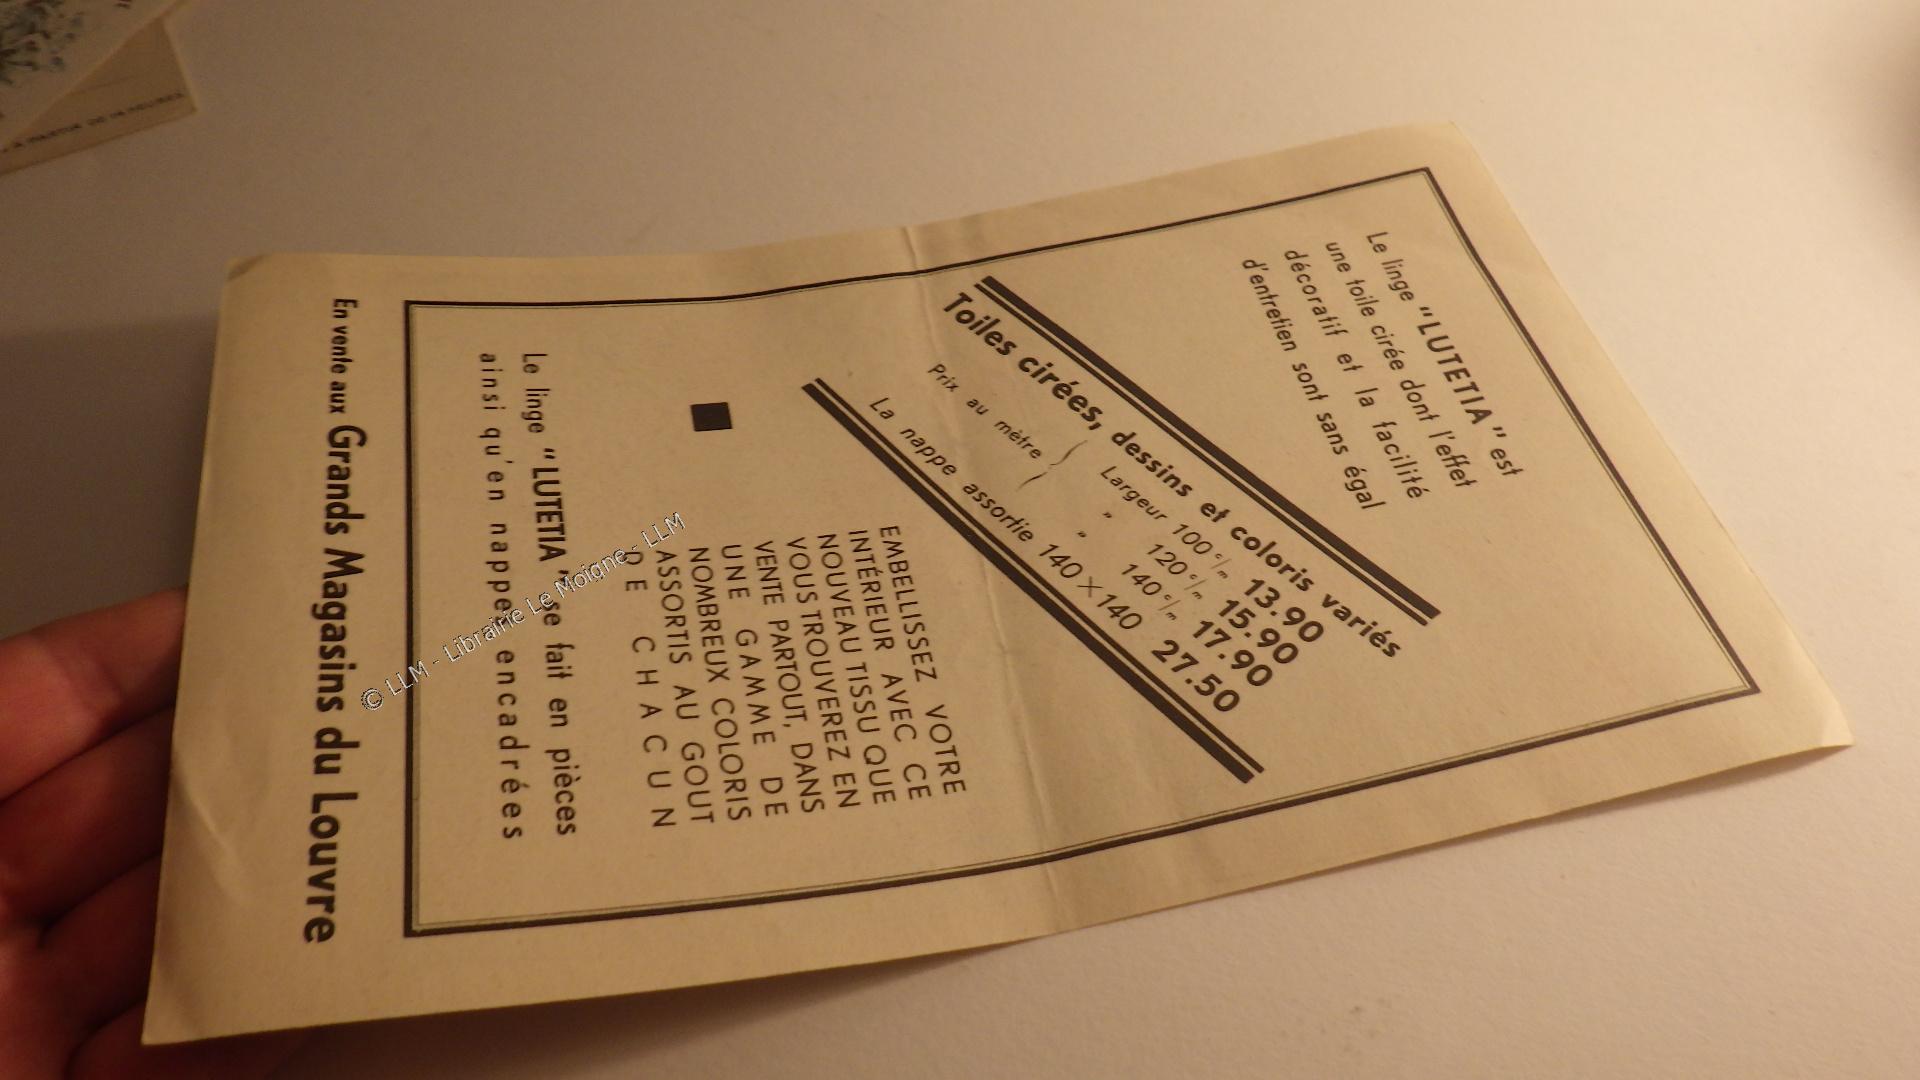 Le linge "LUTETIA" est
une toile cirée dont l'effet
décoratif et la facilité
d'entretien sont sans égal
Toiles cirées, dessins et coloris variés
Prix au mètre { Largeur 100 c/m 13.90
" 120 c/m 15.90
" 140 c/m 17.90
La nappe assortie 140 × 140 27.50
EMBELLISSEZ VOTRE
INTÉRIEUR AVEC CE
NOUVEAU TISSU QUE
VOUS TROUVEREZ EN
VENTE PARTOUT, DANS
UNE GAMME DE
NOMBREUX COLORIS
ASSORTIS AU GOUT
DE CHACUN
Le linge "LUTETIA" se fait en pièces
ainsi qu'en nappes encadrées
En vente aux Grands Magasins du Louvre
© LLM - Librairie Le Moigne - LLM
A PARTIR DE 14 HEURES